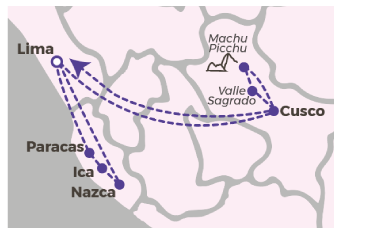 Machu
Picchu
Lima
Valle
Sagrado
Cusco
Paracas
Ica
Nazca